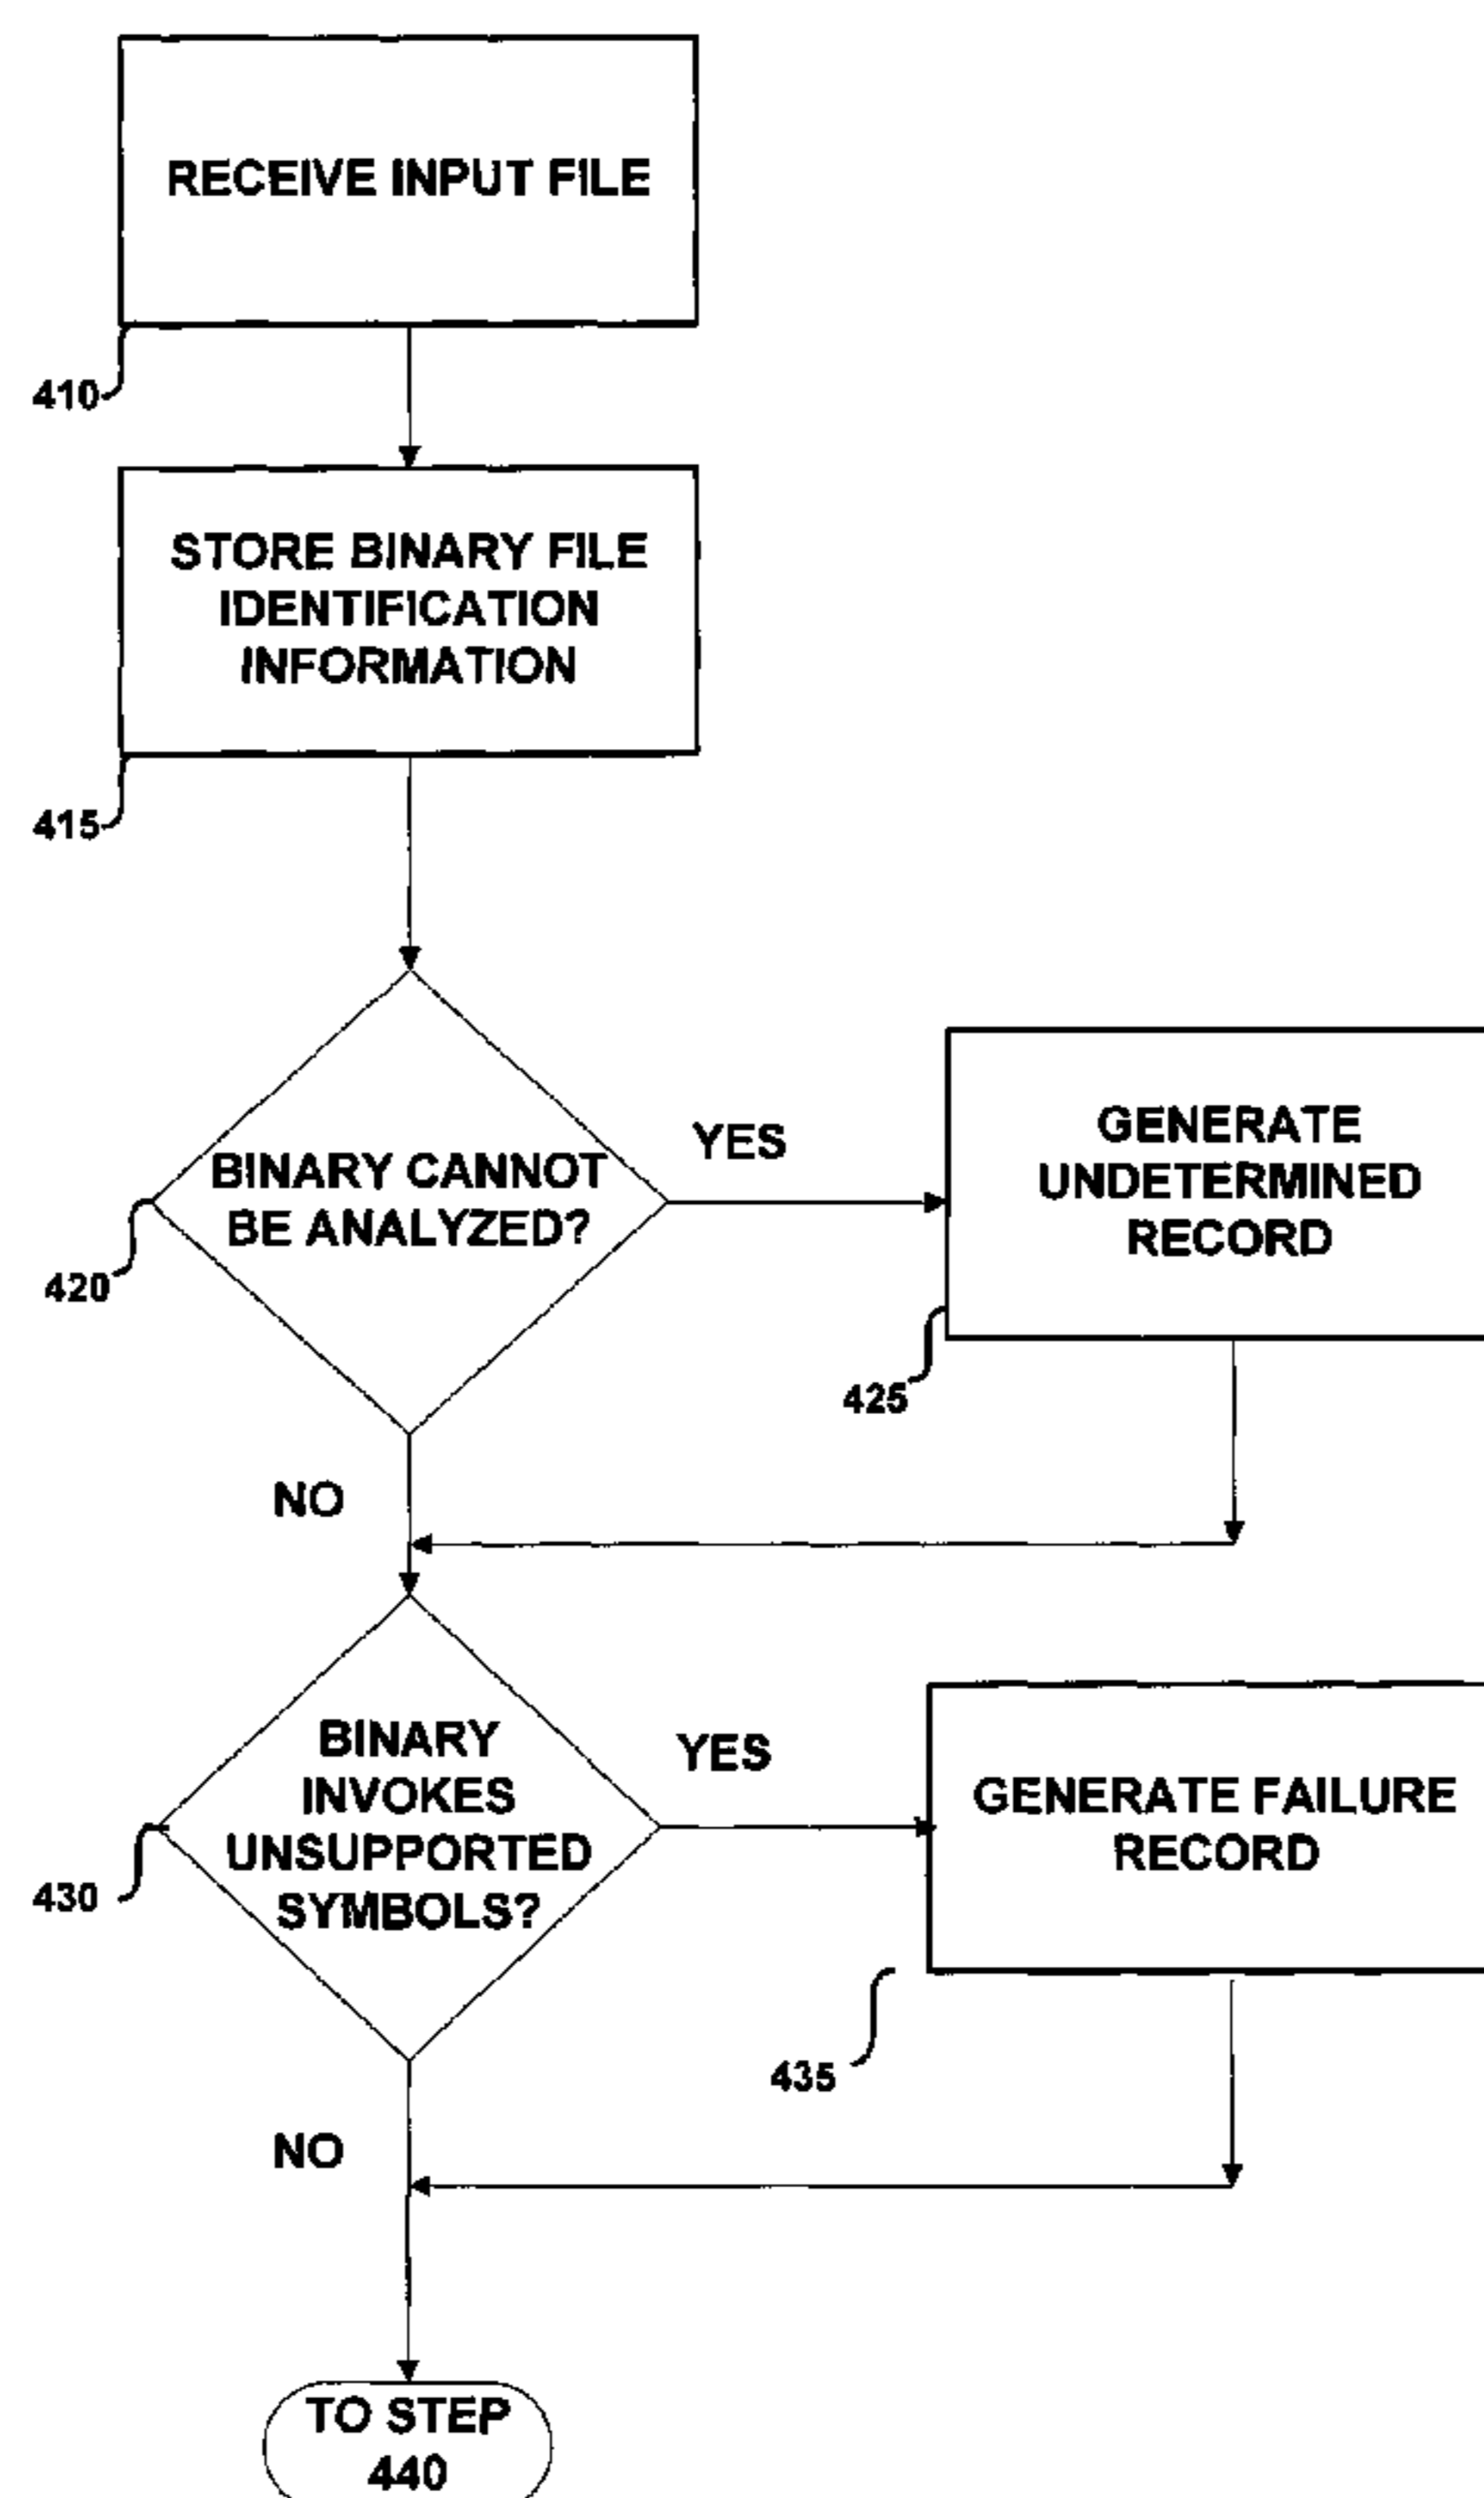 RECEIVE INPUT FILE
410
STORE BINARY FILE
IDENTIFICATION
INFORMATION
415
BINARY CANNOT
BE ANALYZED?
420
YES
GENERATE
UNDETERMINED
RECORD
425
NO
BINARY
INVOKES
UNSUPPORTED
SYMBOLS?
430
YES
GENERATE FAILURE
RECORD
435
NO
TO STEP
440